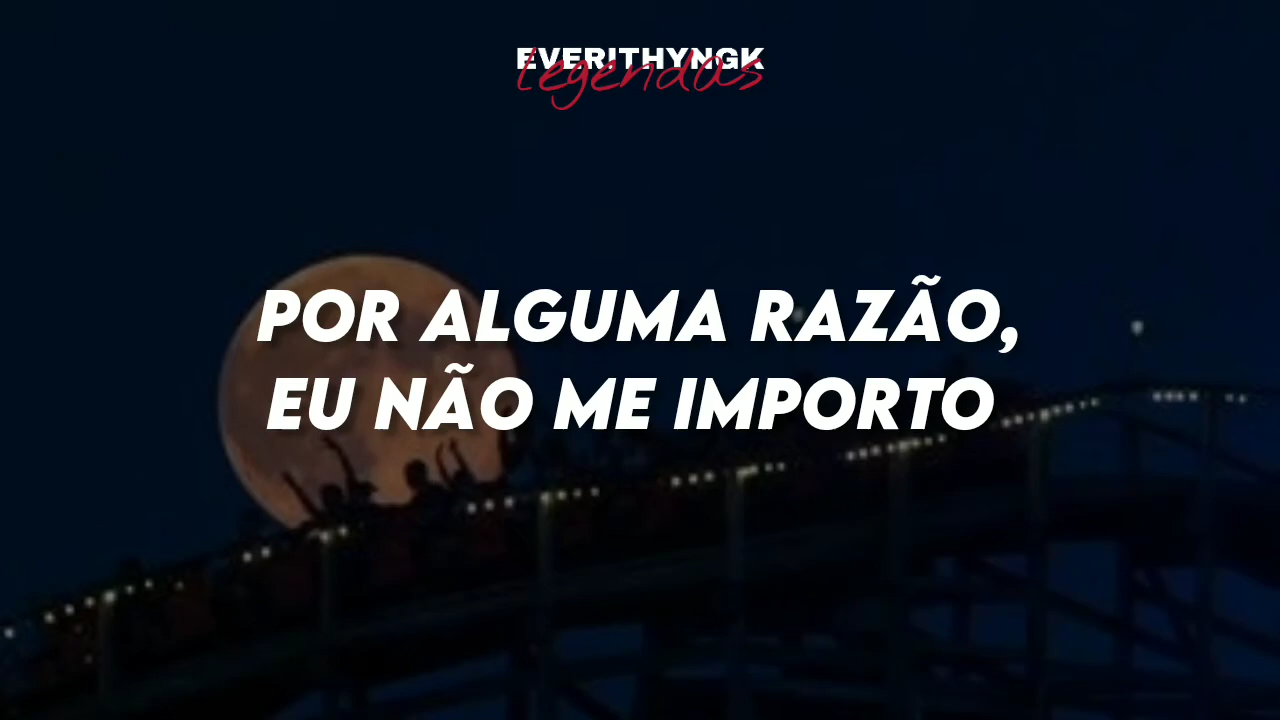 EVERITHYNGK
legendas
POR ALGUMA RAZÃO,
EU NÃO ME IMPORTO